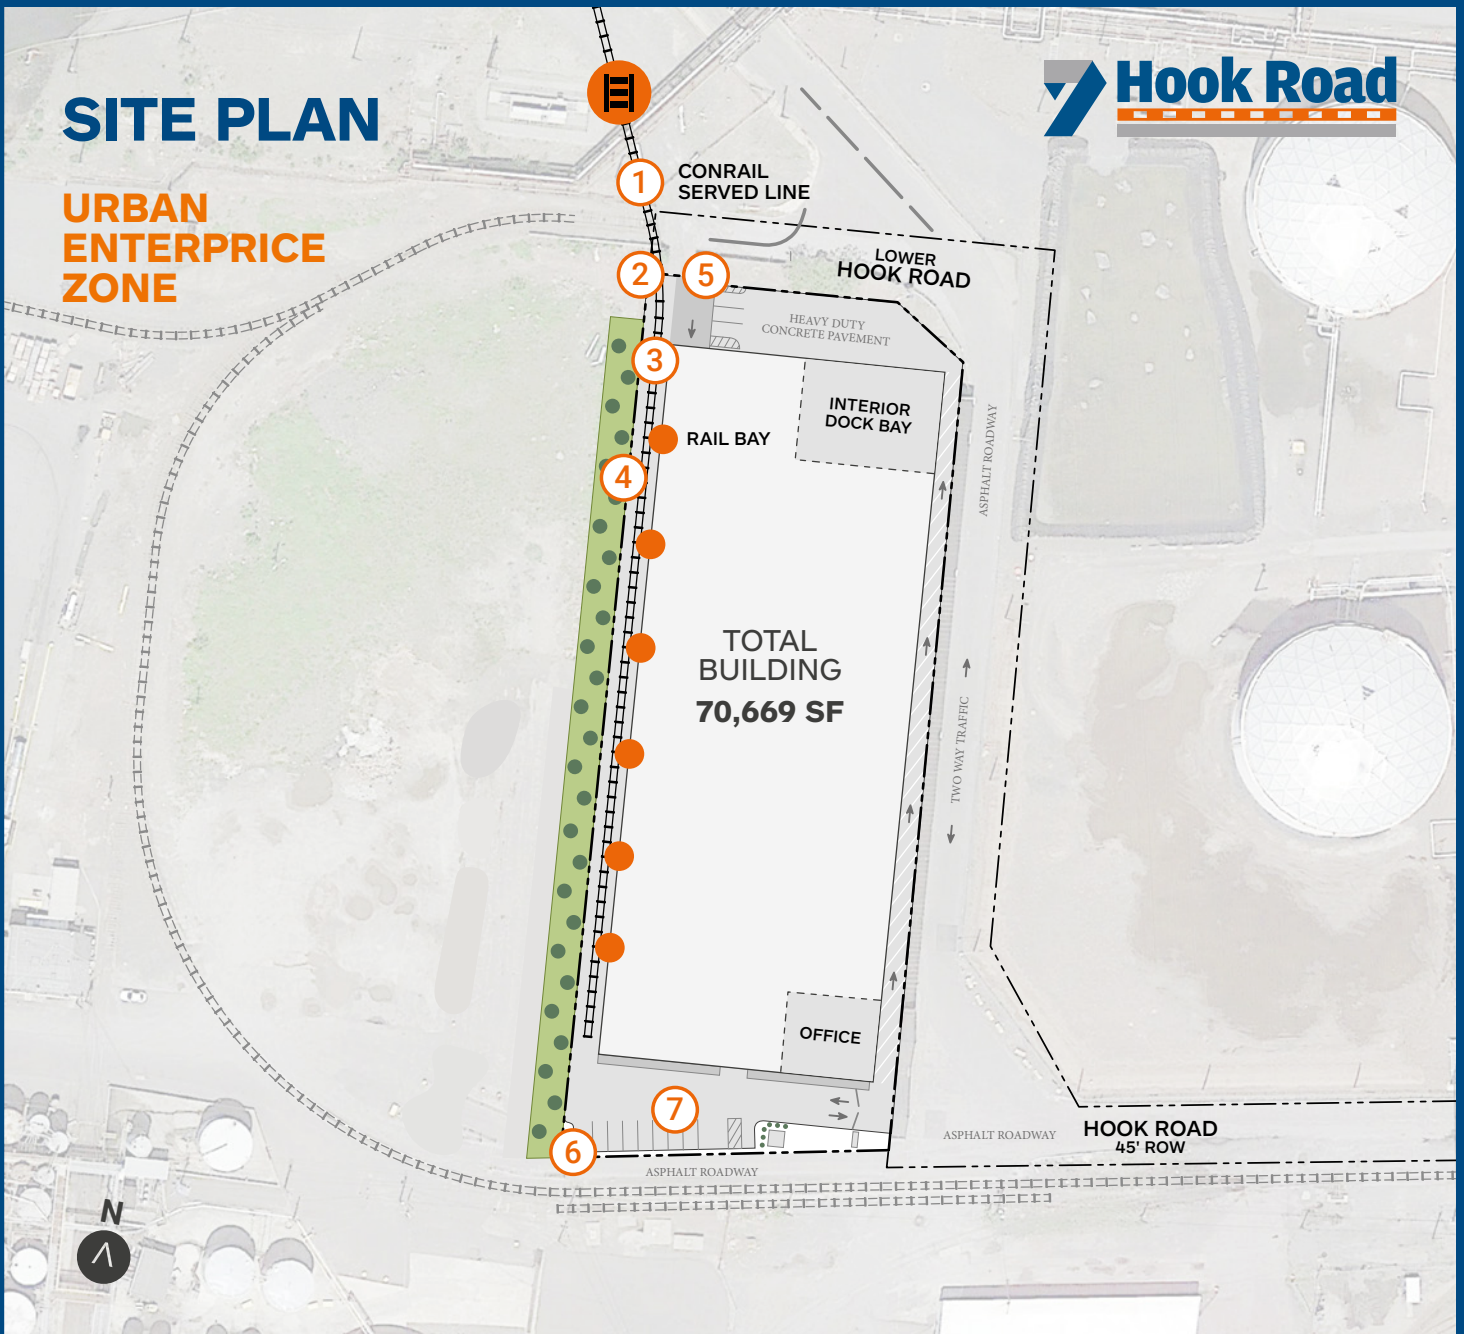 SITE PLAN
URBAN
ENTERPRICE
ZONE
7 Hook Road
1
CONRAIL
SERVED LINE
2
5
LOWER
HOOK ROAD
HEAVY DUTY
CONCRETE PAVEMENT
3
INTERIOR
DOCK BAY
RAIL BAY
4
ASPHALT ROADWAY
TOTAL
BUILDING
70,669 SF
TWO WAY TRAFFIC
OFFICE
7
6
ASPHALT ROADWAY
HOOK ROAD
45' ROW
ASPHALT ROADWAY
N